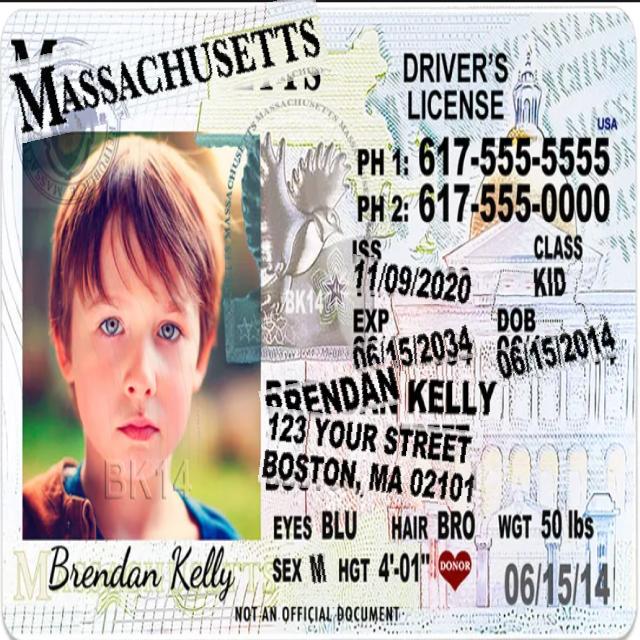 MASSACHUSETTS
DRIVER'S
LICENSE
USA
PH 1: 617-555-5555
PH 2: 617-555-0000
ISS
11/09/2020
CLASS
KID
EXP
06/15/2034
DOB
06/15/2014
BK14
BRENDAN KELLY
123 YOUR STREET
BOSTON, MA 02101
BK14
EYES BLU HAIR BRO WGT 50 lbs
SEX M HGT 4'-01" DONOR
06/15/14
Brendan Kelly
NOT AN OFFICIAL DOCUMENT